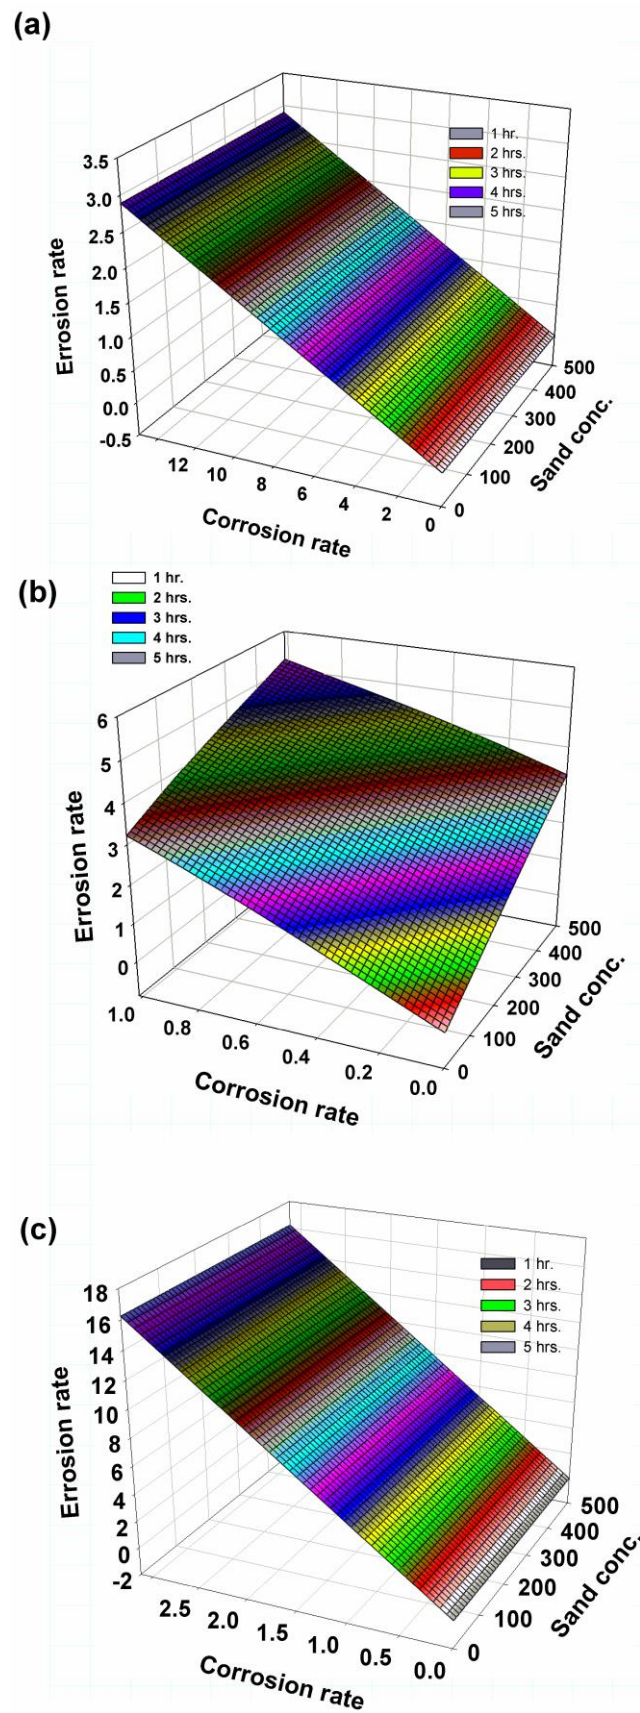 (a)
1 hr.
2 hrs.
3 hrs.
4 hrs.
5 hrs.
3.5
3.0
2.5
2.0
1.5
1.0
0.5
0.0
-0.5
Errosion rate
12
10
8
6
4
2
0
Corrosion rate
0
100
200
300
400
500
Sand conc.
(b)
1 hr.
2 hrs.
3 hrs.
4 hrs.
5 hrs.
6
5
4
3
2
1
0
Errosion rate
1.0
0.8
0.6
0.4
0.2
0.0
Corrosion rate
0
100
200
300
400
500
Sand conc.
(c)
1 hr.
2 hrs.
3 hrs.
4 hrs.
5 hrs.
18
16
14
12
10
8
6
4
2
0
-2
Errosion rate
2.5
2.0
1.5
1.0
0.5
0.0
Corrosion rate
0
100
200
300
400
500
Sand conc.